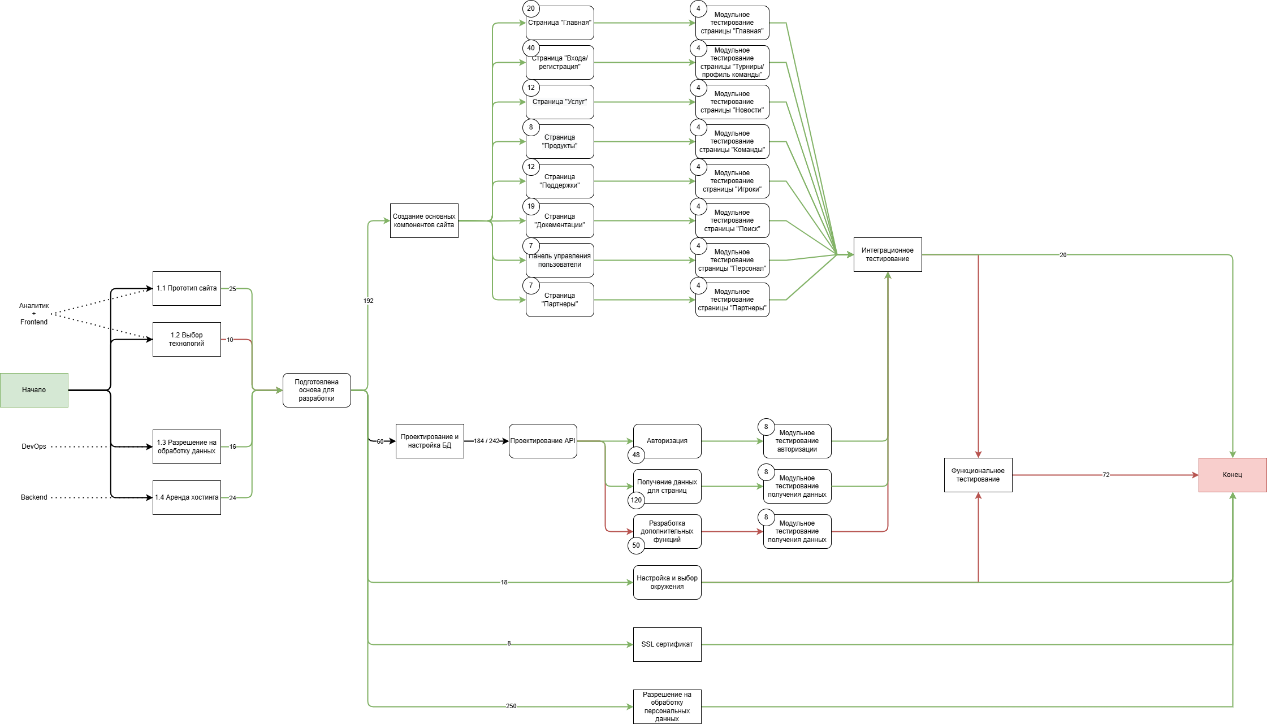 20
Страница "Главная"
4
Модульное
тестирование
страницы "Главная"
40
Страница "Входа/
регистрация"
4
Модульное
тестирование
страницы "Турниры/
профиль команды"
12
Страница "Услуг"
4
Модульное
тестирование
страницы "Новости"
8
Страница
"Продукты"
4
Модульное
тестирование
страницы "Команды"
12
Страница
"Поддержки"
4
Модульное
тестирование
страницы "Игроки"
19
Страница
"Докементации"
4
Модульное
тестирование
страницы "Поиск"
7
Панель управления
пользователи
4
Модульное
тестирование
страницы "Персонал"
7
Страница
"Партнеры"
4
Модульное
тестирование
страницы "Партнеры"
Создание основных
компонентов сайта
192
Интеграционное
тестирование
20
Аналитик
+
Frontend
1.1 Прототип сайта
25
1.2 Выбор
технологий
10
Начало
Подготовлена
основа для
разработки
DevOps
1.3 Разрешение на
обработку данных
16
Backend
1.4 Аренда хостинга
24
60
Проектирование и
настройка БД
184 / 242
Проектирование API
Авторизация
48
8
Модульное
тестирование
авторизации
Получение данных
для страниц
120
8
Модульное
тестирование
получения данных
Разработка
дополнительных
функций
50
8
Модульное
тестирование
получения данных
Функциональное
тестирование
72
Конец
18
Настройка и выбор
окружения
SSL сертификат
250
Разрешение на
обработку
персональных
данных